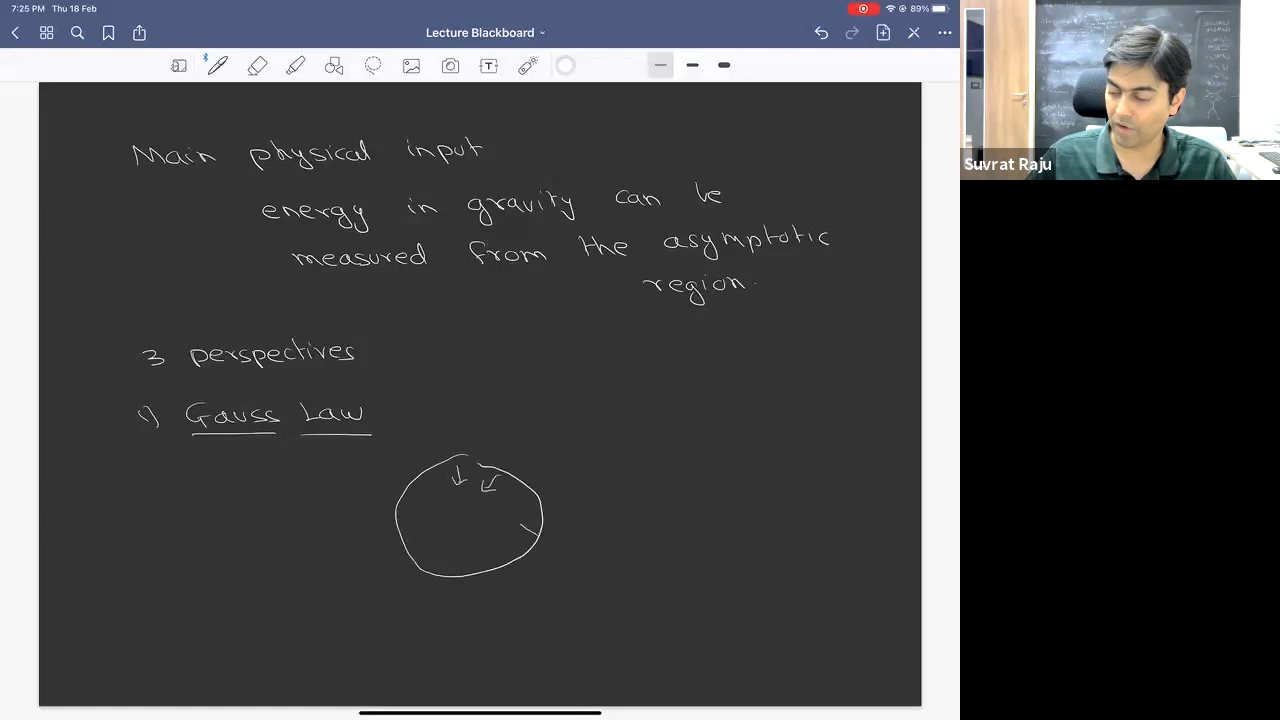 7:25 PM Thu 18 Feb
89%
Lecture Blackboard
Main physical input
energy in gravity can be
measured from the asymptotic
region.
3 perspectives
1) Gauss Law
Suvrat Raju